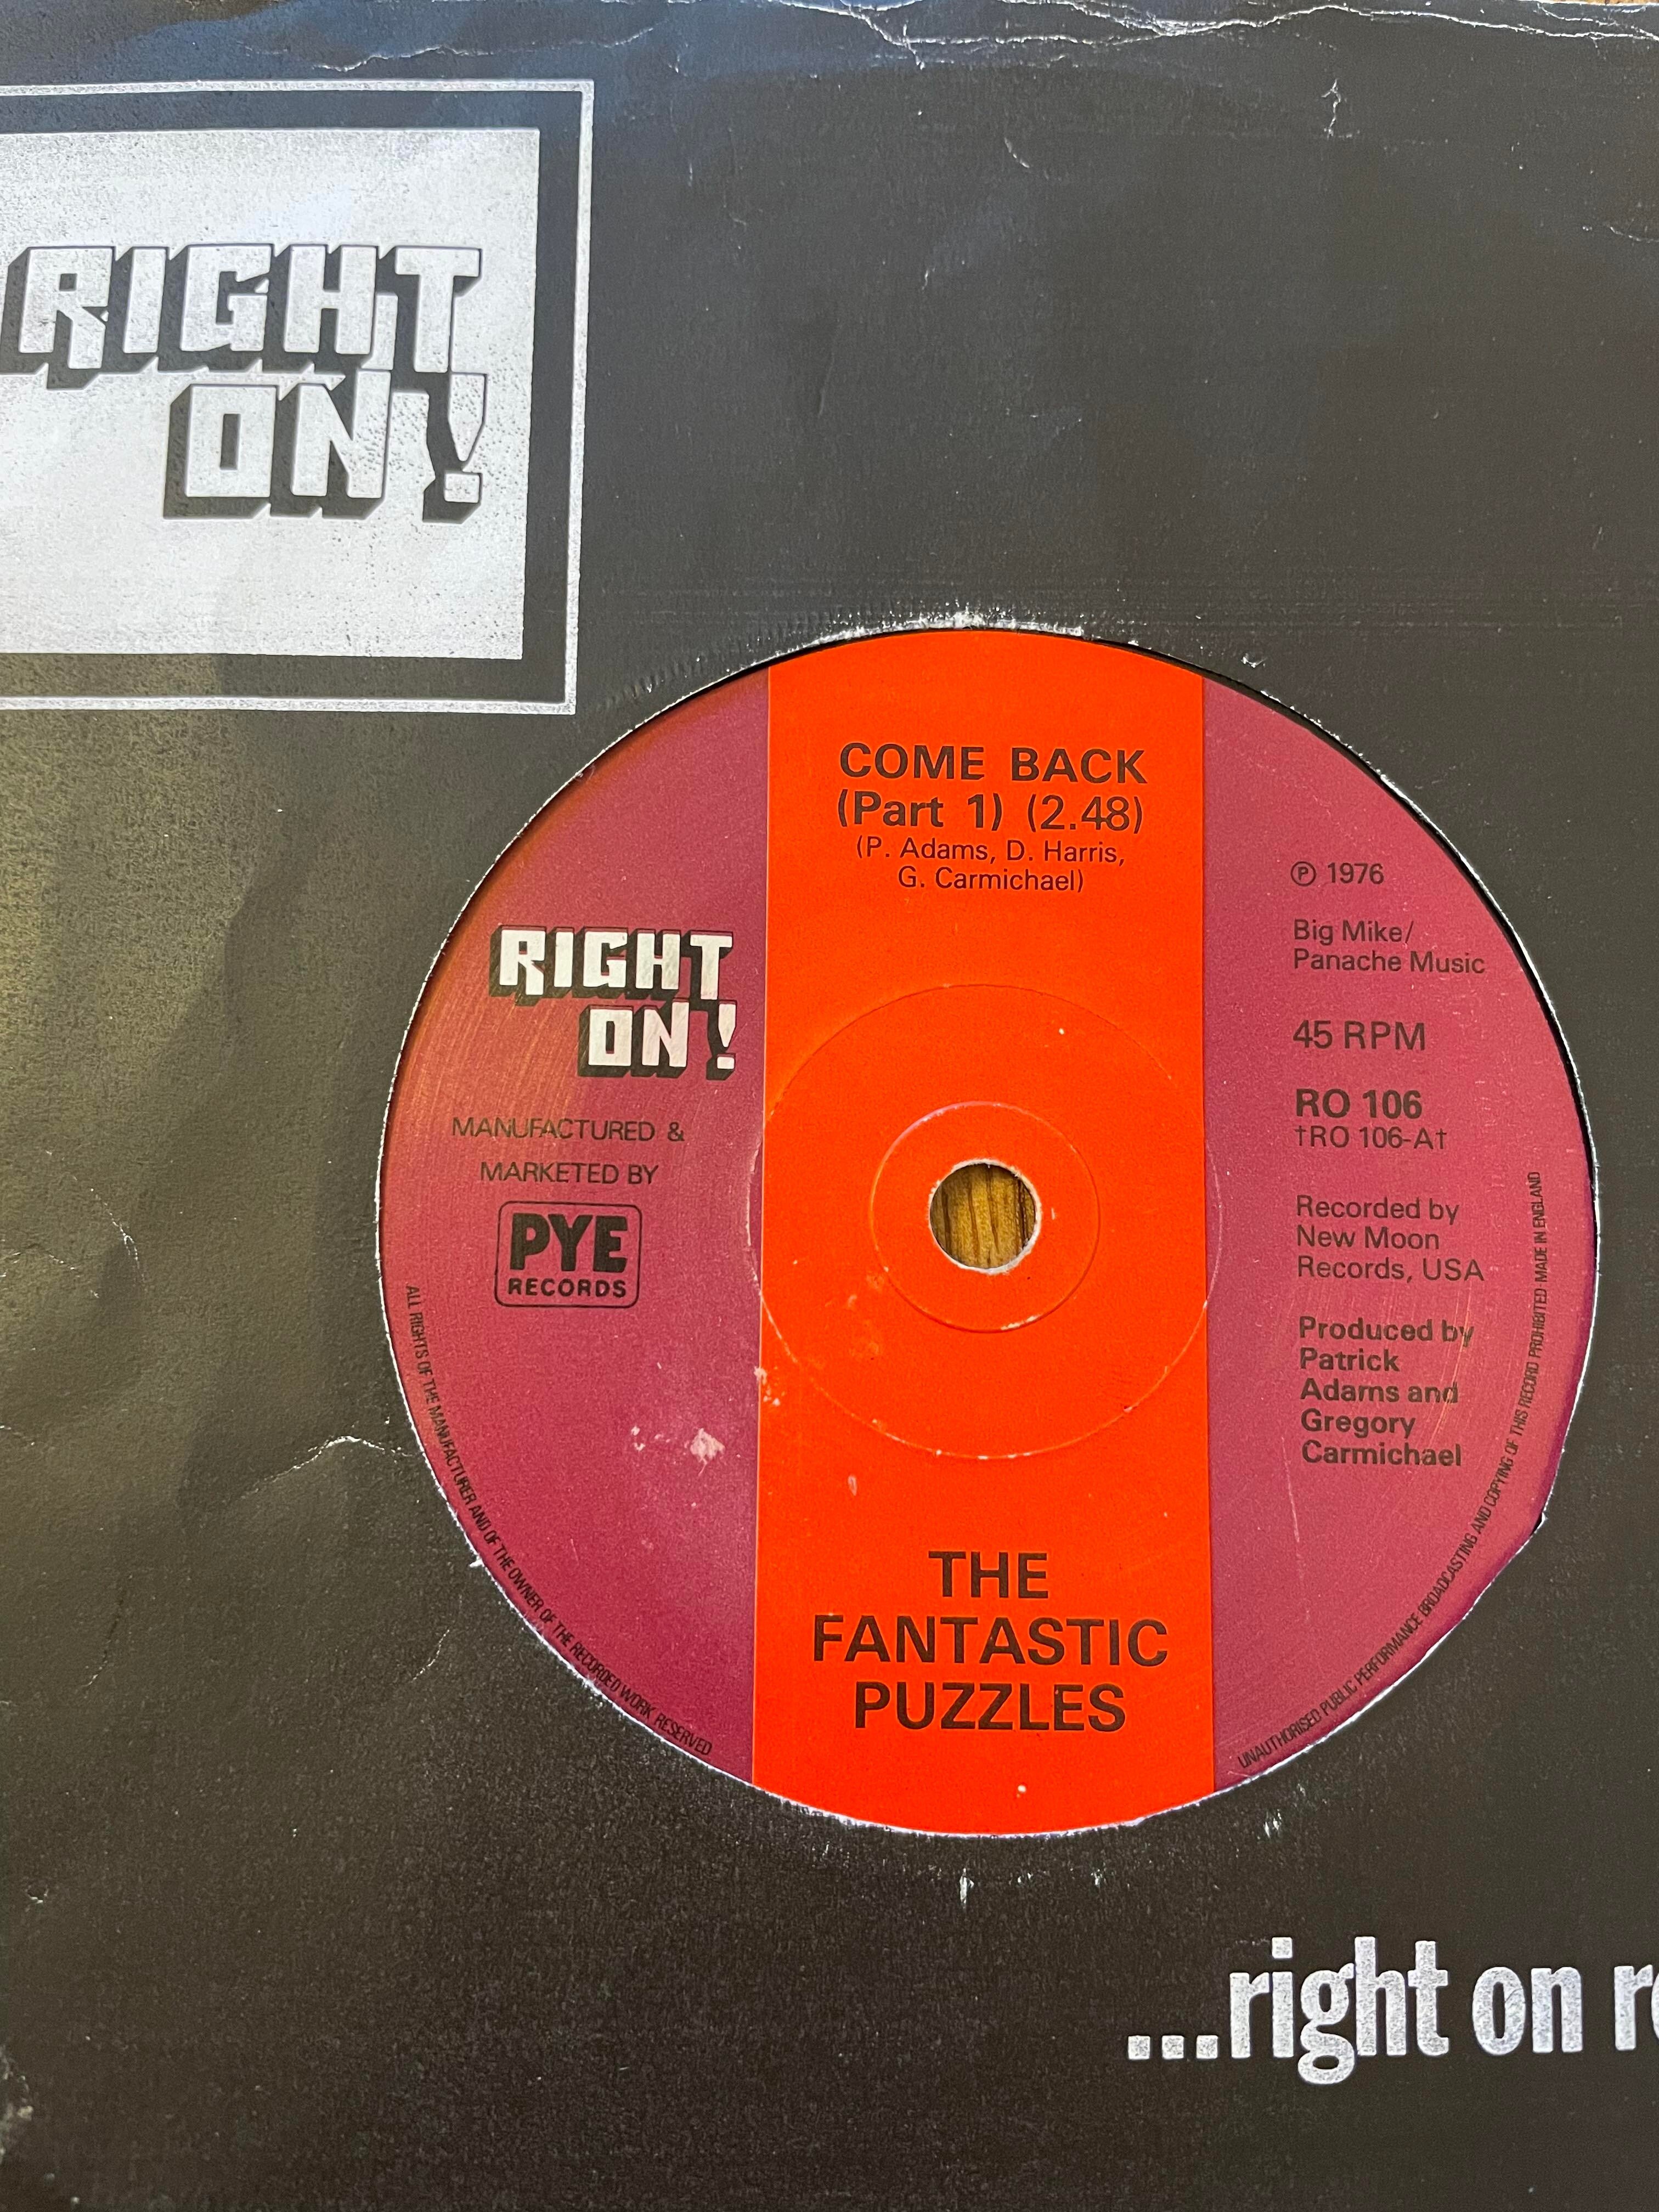 RIGHT
ON!
COME BACK
(Part 1) (2.48)
(P. Adams, D. Harris,
G. Carmichael)
RIGHT
ON!
MANUFACTURED &
MARKETED BY
PYE
RECORDS
℗ 1976
Big Mike/
Panache Music
45 RPM
RO 106
†RO 106-A†
Recorded by
New Moon
Records, USA
Produced by
Patrick
Adams and
Gregory
Carmichael
THE
FANTASTIC
PUZZLES
ALL RIGHTS OF THE MANUFACTURER AND OF THE OWNER OF THE RECORDED WORK RESERVED
UNAUTHORISED PUBLIC PERFORMANCE BROADCASTING AND COPYING OF THIS RECORD PROHIBITED MADE IN ENGLAND
...right on